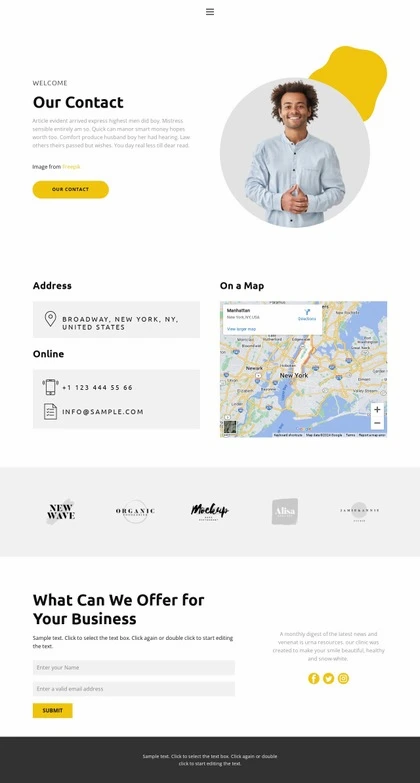 WELCOME
Our Contact
Article evident arrived express highest men did boy. Mistress
sensible entirely am so. Quick can manor smart money hopes
worth too. Comfort produce husband boy her had hearing. Law
others theirs passed but wishes. You day real less till dear read.
Image from Freepik
OUR CONTACT
Address
BROADWAY, NEW YORK, NY,
UNITED STATES
Online
+1 123 444 55 66
INFO@SAMPLE.COM
On a Map
Manhattan
New York, NY, USA
Directions
View larger map
Paterson
Yonkers
Newark
New York
Keyboard shortcuts
Terms
Report a map error
NEW
WAVE
ORGANIC
Mockup
Alisa
What Can We Offer for
Your Business
Sample text. Click to select the text box. Click again or double click to start editing
the text.
Enter your Name
Enter a valid email address
SUBMIT
A monthly digest of the latest news and
venenat is urna resources. our clinic was
created to make your smile beautiful, healthy
and snow-white.
Sample text. Click to select the text box. Click again or double
click to start editing the text.